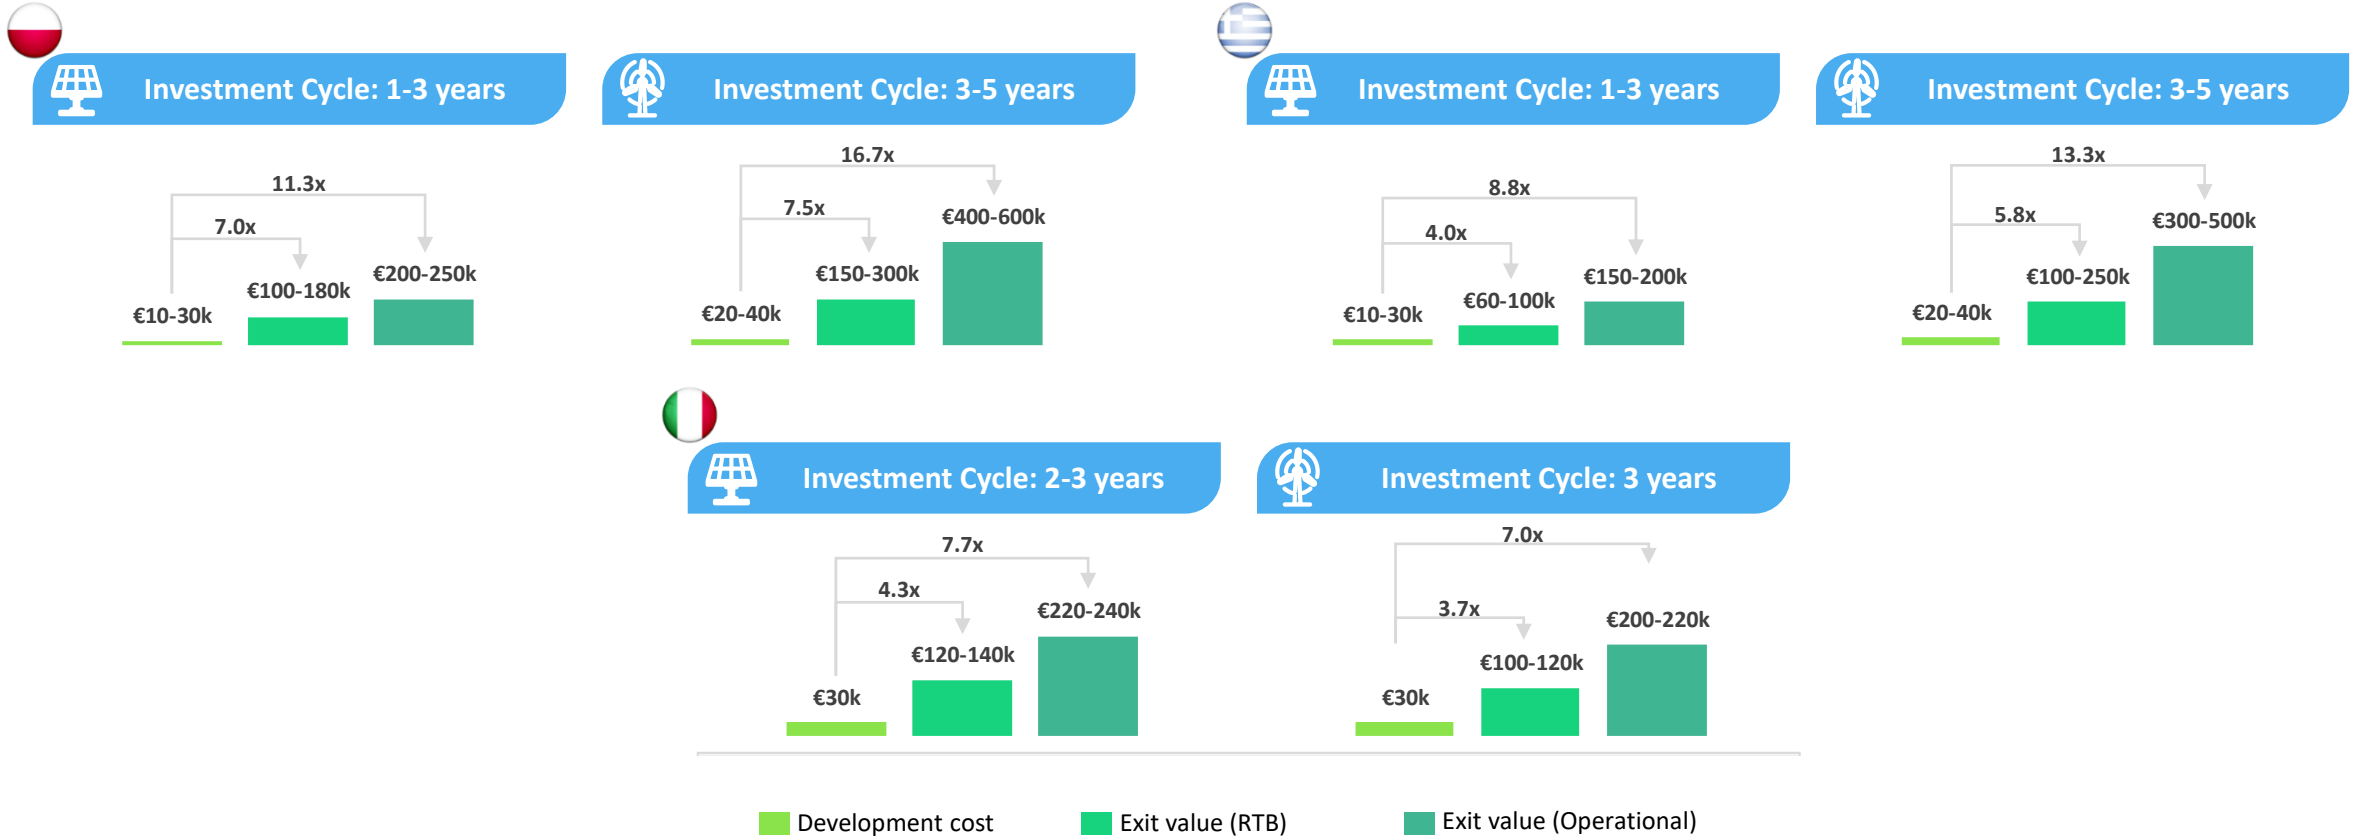 Investment Cycle: 1-3 years
11.3x
7.0x
€10-30k
€100-180k
€200-250k
Investment Cycle: 3-5 years
16.7x
7.5x
€20-40k
€150-300k
€400-600k
Investment Cycle: 1-3 years
8.8x
4.0x
€10-30k
€60-100k
€150-200k
Investment Cycle: 3-5 years
13.3x
5.8x
€20-40k
€100-250k
€300-500k
Investment Cycle: 2-3 years
7.7x
4.3x
€30k
€120-140k
€220-240k
Investment Cycle: 3 years
7.0x
3.7x
€30k
€100-120k
€200-220k
Development cost
Exit value (RTB)
Exit value (Operational)